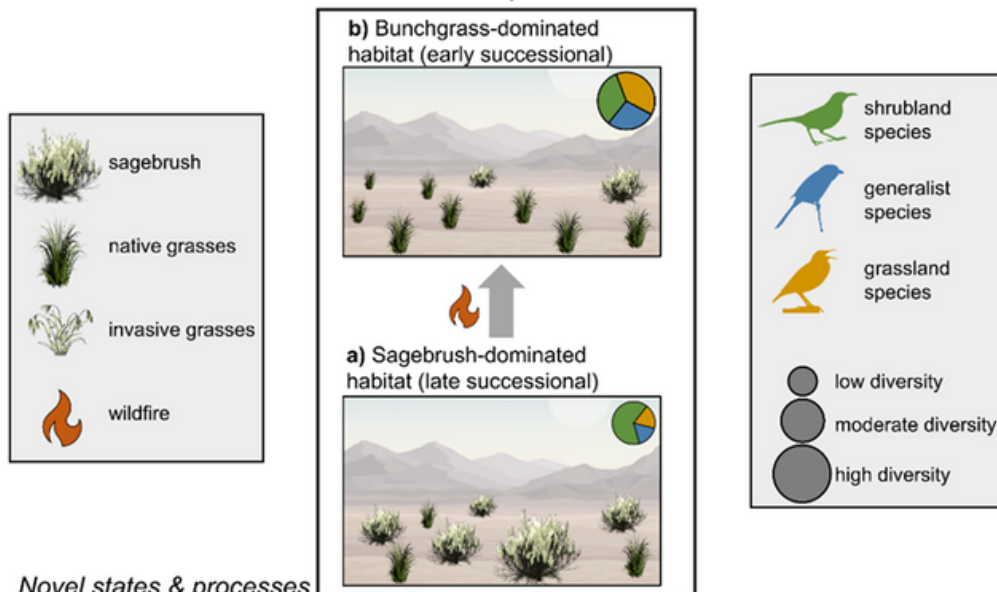 b) Bunchgrass-dominated
habitat (early successional)
sagebrush
native grasses
invasive grasses
wildfire
a) Sagebrush-dominated
habitat (late successional)
shrubland
species
generalist
species
grassland
species
low diversity
moderate diversity
high diversity
Novel states & processes